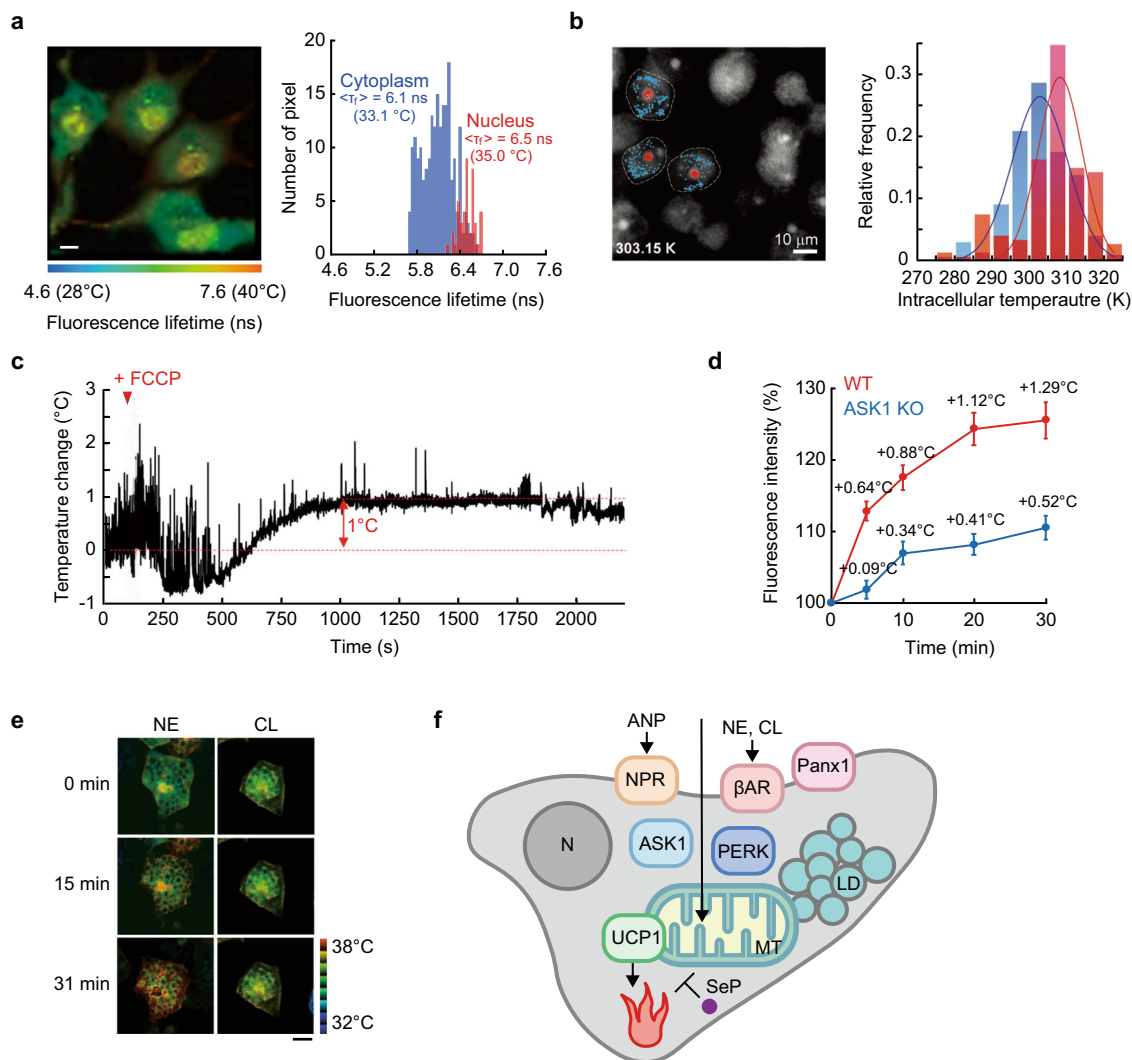 a
4.6 (28°C)
7.6 (40°C)
Fluorescence lifetime (ns)
Number of pixel
20
15
10
5
0
Cytoplasm
<τf> = 6.1 ns
(33.1 °C)
Nucleus
<τf> = 6.5 ns
(35.0 °C)
4.6
5.2
5.8
6.4
7.0
7.6
Fluorescence lifetime (ns)
b
303.15 K
10 μm
Relative frequency
0.3
0.2
0.1
0
270
290
300
310
320
Intracellular temperautre (K)
c
+ FCCP
Temperature change (°C)
3
2
1
0
-1
1°C
0
250
500
750
1000
1250
1500
1750
2000
Time (s)
d
WT
ASK1 KO
Fluorescence intensity (%)
130
120
110
100
+0.64°C
+0.88°C
+1.12°C
+1.29°C
+0.09°C
+0.34°C
+0.41°C
+0.52°C
0
10
20
30
Time (min)
e
NE
CL
0 min
15 min
31 min
38°C
32°C
f
ANP
NE, CL
NPR
βAR
Panx1
N
ASK1
PERK
LD
UCP1
MT
SeP